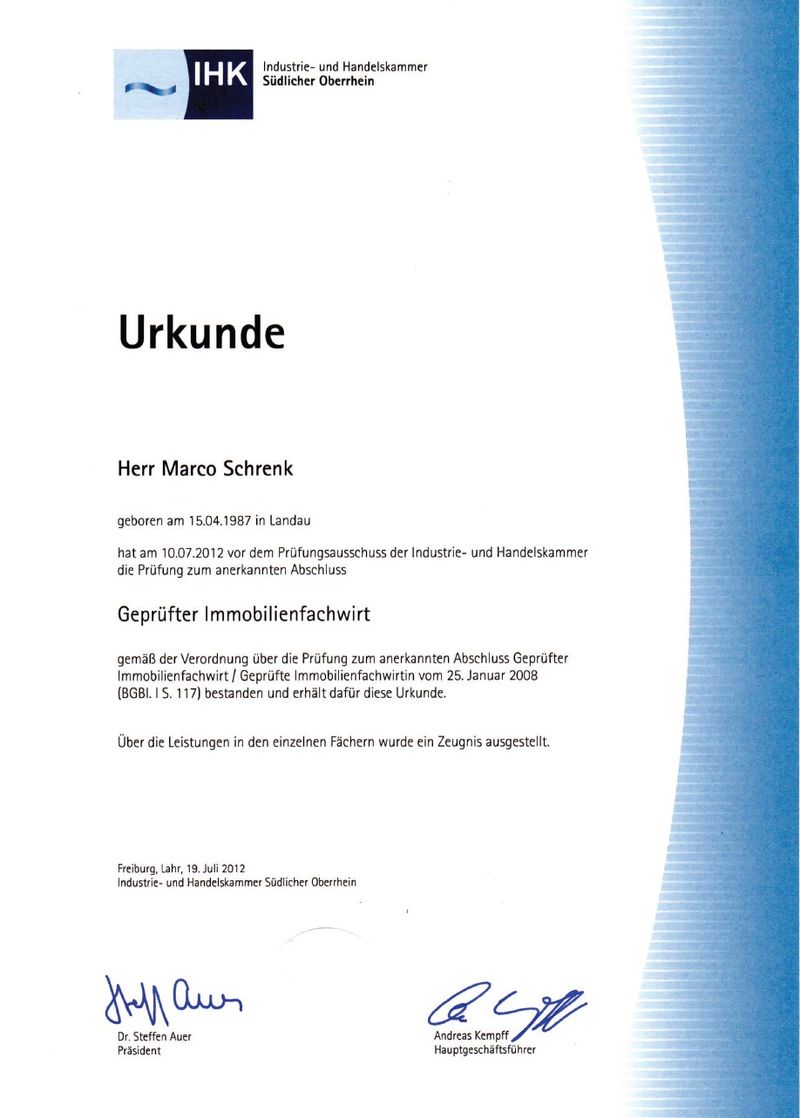 IHK
Industrie- und Handelskammer
Südlicher Oberrhein
Urkunde
Herr Marco Schrenk
geboren am 15.04.1987 in Landau
hat am 10.07.2012 vor dem Prüfungsausschuss der Industrie- und Handelskammer
die Prüfung zum anerkannten Abschluss
Geprüfter Immobilienfachwirt
gemäß der Verordnung über die Prüfung zum anerkannten Abschluss Geprüfter
Immobilienfachwirt / Geprüfte Immobilienfachwirtin vom 25. Januar 2008
(BGBl. I S. 117) bestanden und erhält dafür diese Urkunde.
Über die Leistungen in den einzelnen Fächern wurde ein Zeugnis ausgestellt.
Freiburg, Lahr, 19. Juli 2012
Industrie- und Handelskammer Südlicher Oberrhein
Steff Auer
Dr. Steffen Auer
Präsident
Andreas Kempff
Hauptgeschäftsführer